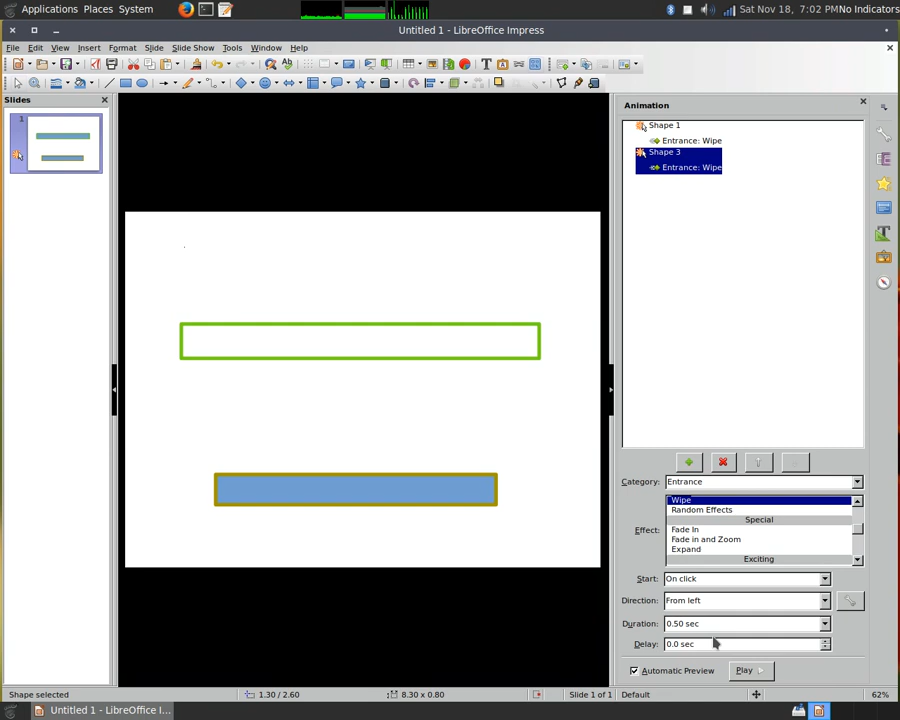 Applications Places System Sat Nov 18, 7:02 PM No Indicators
Untitled 1 - LibreOffice Impress
File Edit View Insert Format Slide Slide Show Tools Window Help
Slides
Animation
1
Shape 1
Entrance: Wipe
Shape 3
Entrance: Wipe
Category: Entrance
Wipe
Random Effects
Special
Effect: Fade In
Fade in and Zoom
Expand
Exciting
Start: On click
Direction: From left
Duration: 0.50 sec
Delay: 0.0 sec
Automatic Preview Play
Shape selected 1.30 / 2.60 8.30 x 0.80 Slide 1 of 1 Default 62%
Untitled 1 - LibreOffice I...